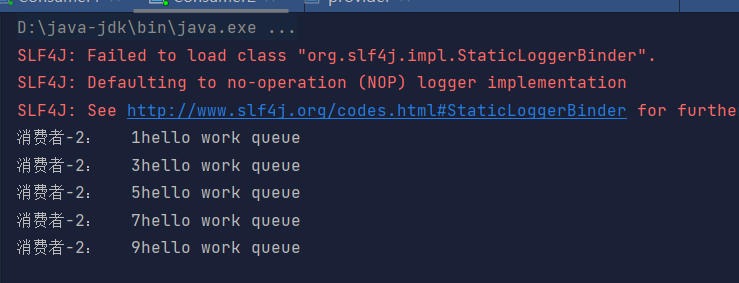 Consumer1 Consumer2 provider
D:\java-jdk\bin\java.exe ...
SLF4J: Failed to load class "org.slf4j.impl.StaticLoggerBinder".
SLF4J: Defaulting to no-operation (NOP) logger implementation
SLF4J: See http://www.slf4j.org/codes.html#StaticLoggerBinder for furthe
消费者-2： 1hello work queue
消费者-2： 3hello work queue
消费者-2： 5hello work queue
消费者-2： 7hello work queue
消费者-2： 9hello work queue